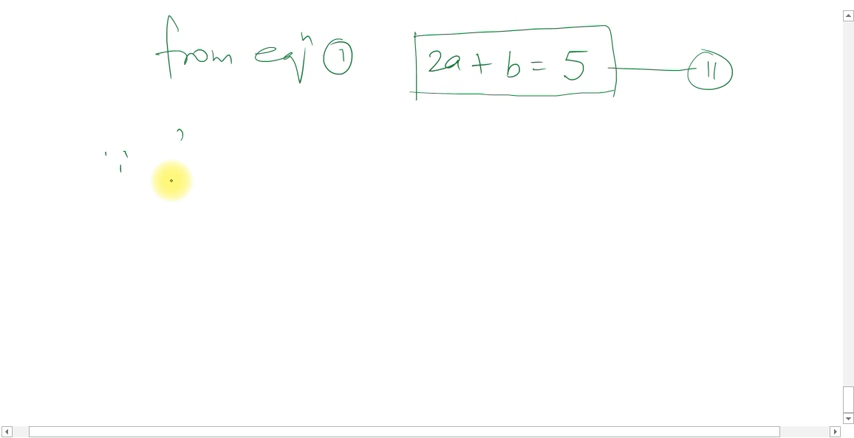 from eqⁿ ① 2a + b = 5 — ⑪
∵